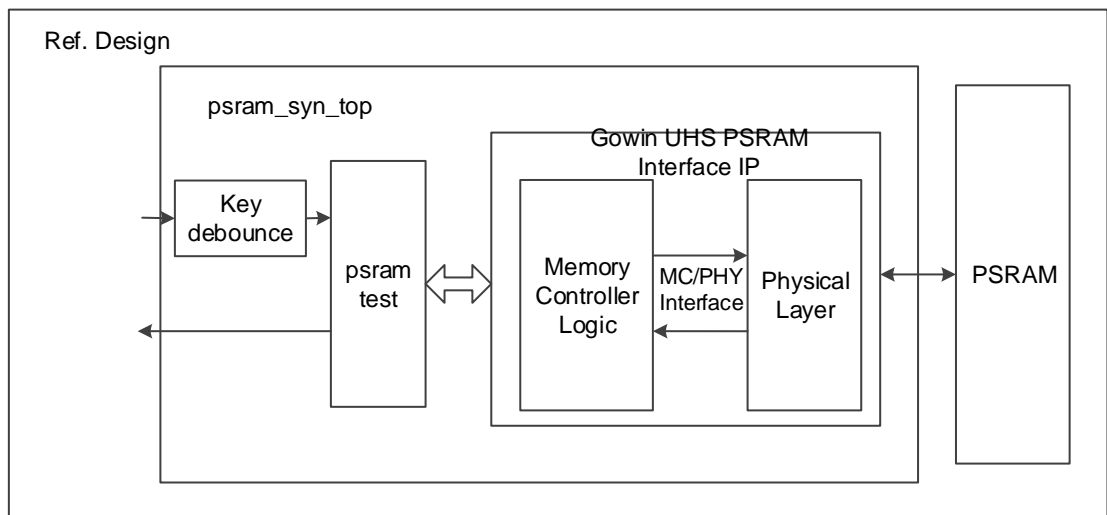 Ref. Design
psram_syn_top
Gowin UHS PSRAM
Interface IP
Key
debounce
psram
test
Memory
Controller
Logic
MC/PHY
Interface
Physical
Layer
PSRAM